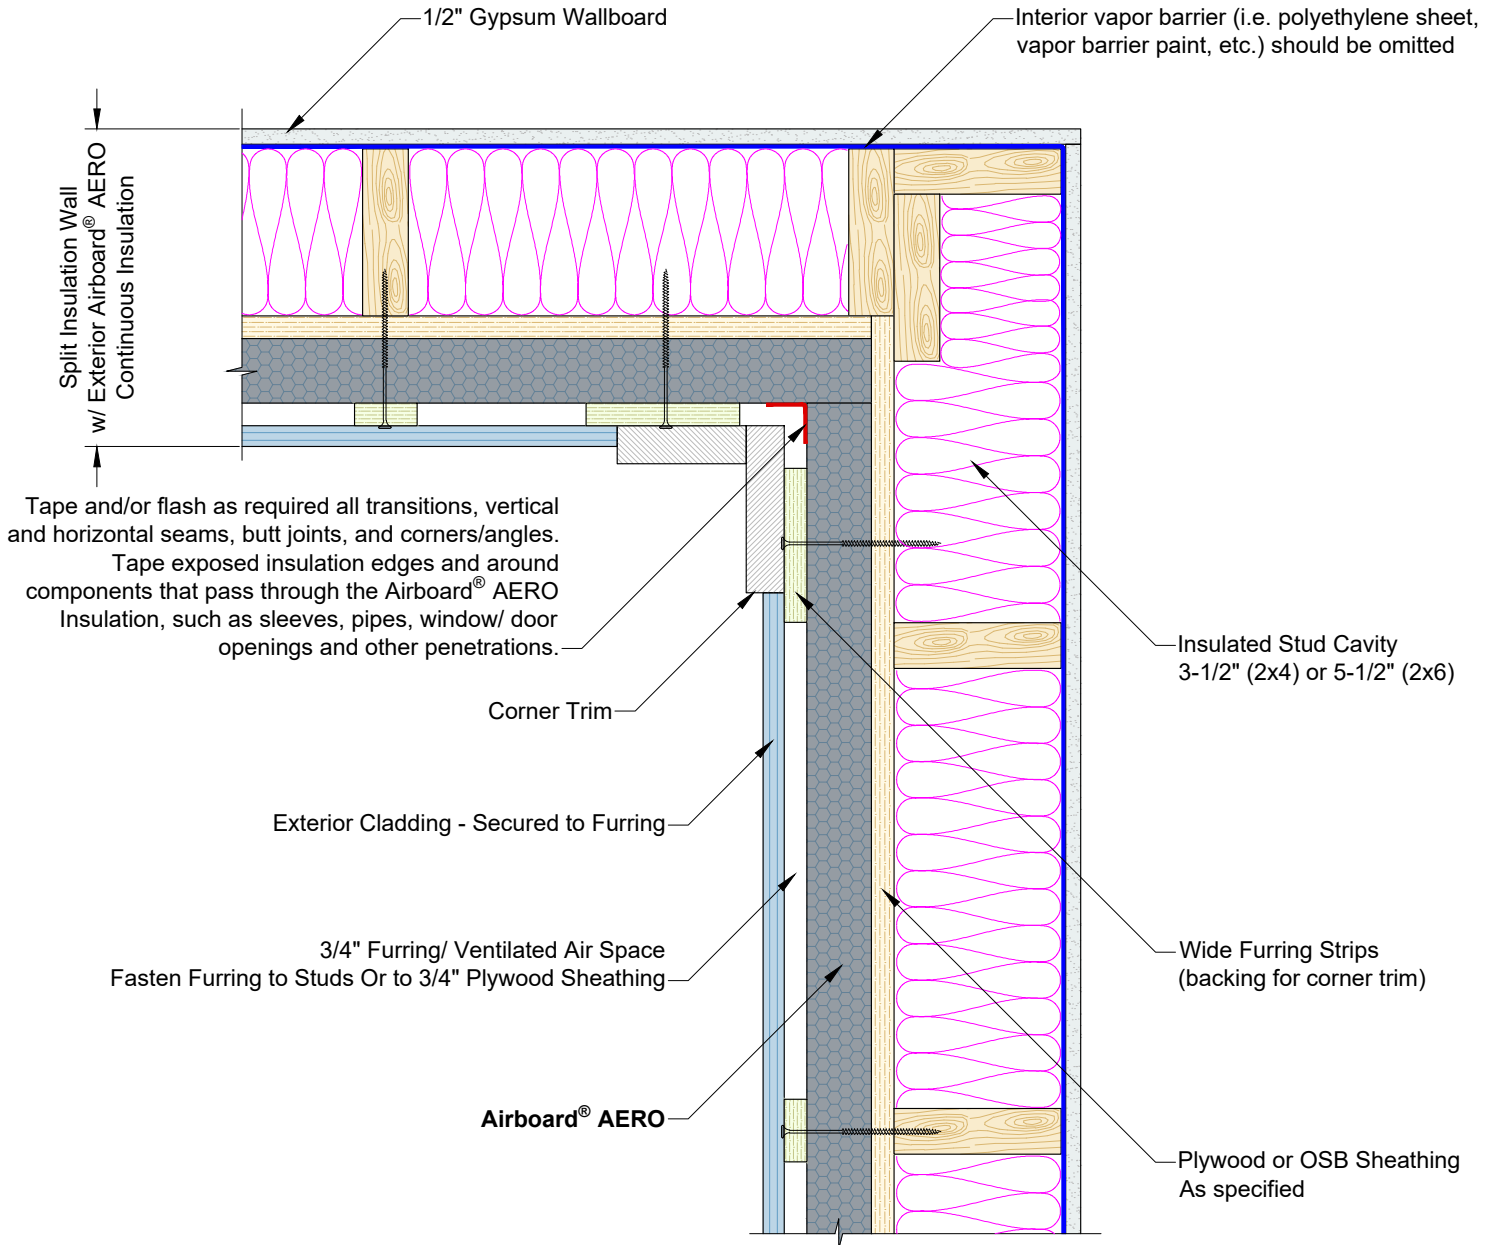 1/2" Gypsum Wallboard
Interior vapor barrier (i.e. polyethylene sheet,
vapor barrier paint, etc.) should be omitted
Split Insulation Wall
w/ Exterior Airboard® AERO
Continuous Insulation
Tape and/or flash as required all transitions, vertical
and horizontal seams, butt joints, and corners/angles.
Tape exposed insulation edges and around
components that pass through the Airboard® AERO
Insulation, such as sleeves, pipes, window/ door
openings and other penetrations.
Insulated Stud Cavity
3-1/2" (2x4) or 5-1/2" (2x6)
Corner Trim
Exterior Cladding - Secured to Furring
3/4" Furring/ Ventilated Air Space
Fasten Furring to Studs Or to 3/4" Plywood Sheathing
Wide Furring Strips
(backing for corner trim)
Airboard® AERO
Plywood or OSB Sheathing
As specified